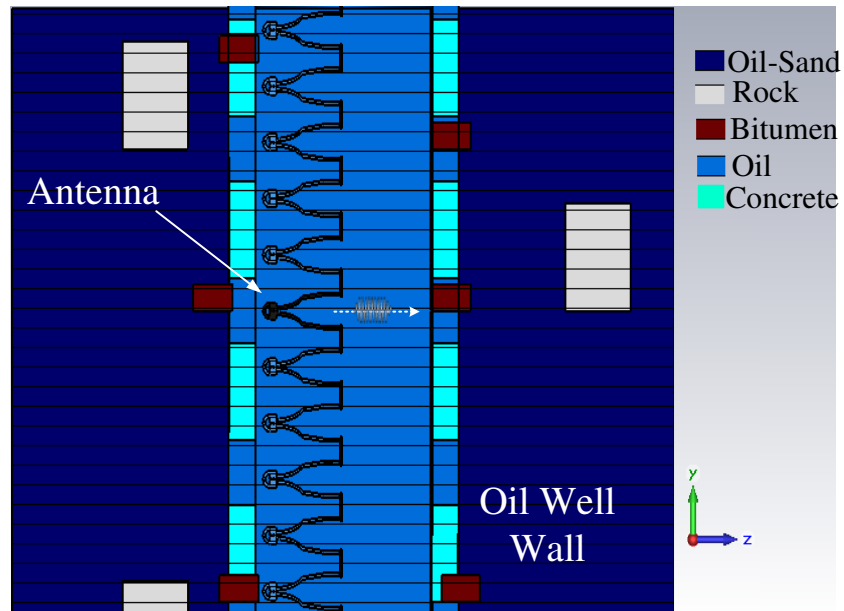 Antenna
Oil Well
Wall
Oil-Sand
Rock
Bitumen
Oil
Concrete
y
z